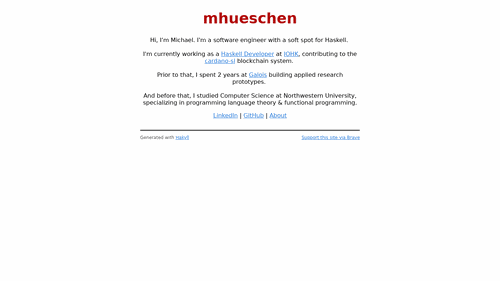 mhueschen
Hi, I'm Michael. I'm a software engineer with a soft spot for Haskell.
I'm currently working as a Haskell Developer at IOHK, contributing to the
cardano-sl blockchain system.
Prior to that, I spent 2 years at Galois building applied research
prototypes.
And before that, I studied Computer Science at Northwestern University,
specializing in programming language theory & functional programming.
LinkedIn | GitHub | About
Generated with Hakyll
Support this site via Brave